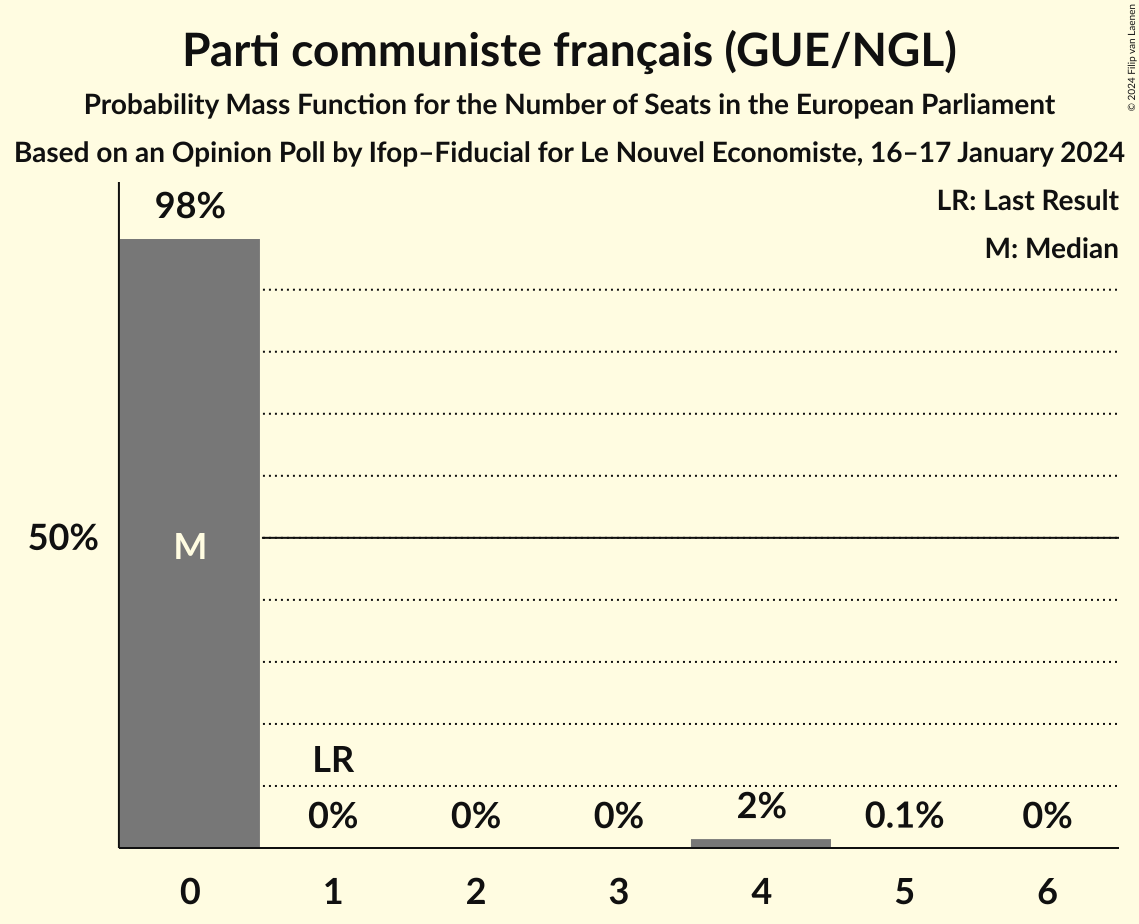 Parti communiste français (GUE/NGL)
Probability Mass Function for the Number of Seats in the European Parliament
Based on an Opinion Poll by Ifop–Fiducial for Le Nouvel Economiste, 16–17 January 2024
© 2024 Filip van Laenen
LR: Last Result
M: Median
98%
50%
M
LR
0%
0%
0%
2%
0.1%
0%
0
1
2
3
4
5
6